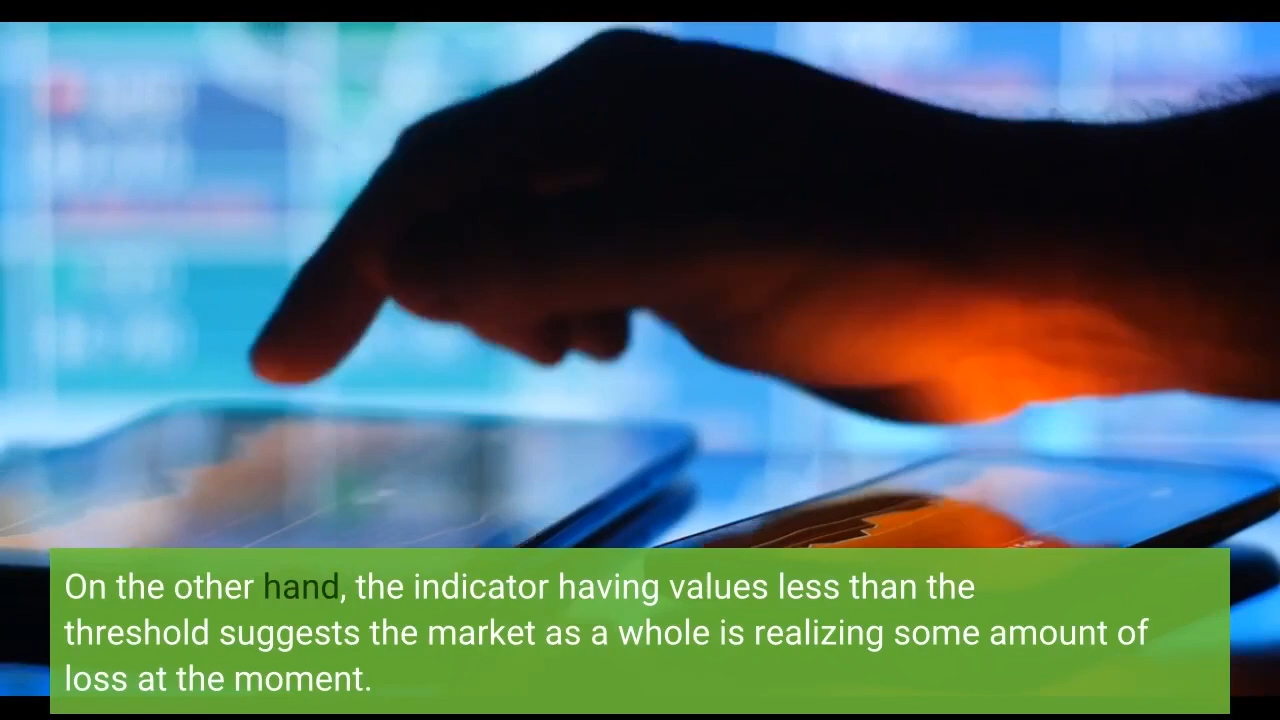 On the other hand, the indicator having values less than the
threshold suggests the market as a whole is realizing some amount of
loss at the moment.